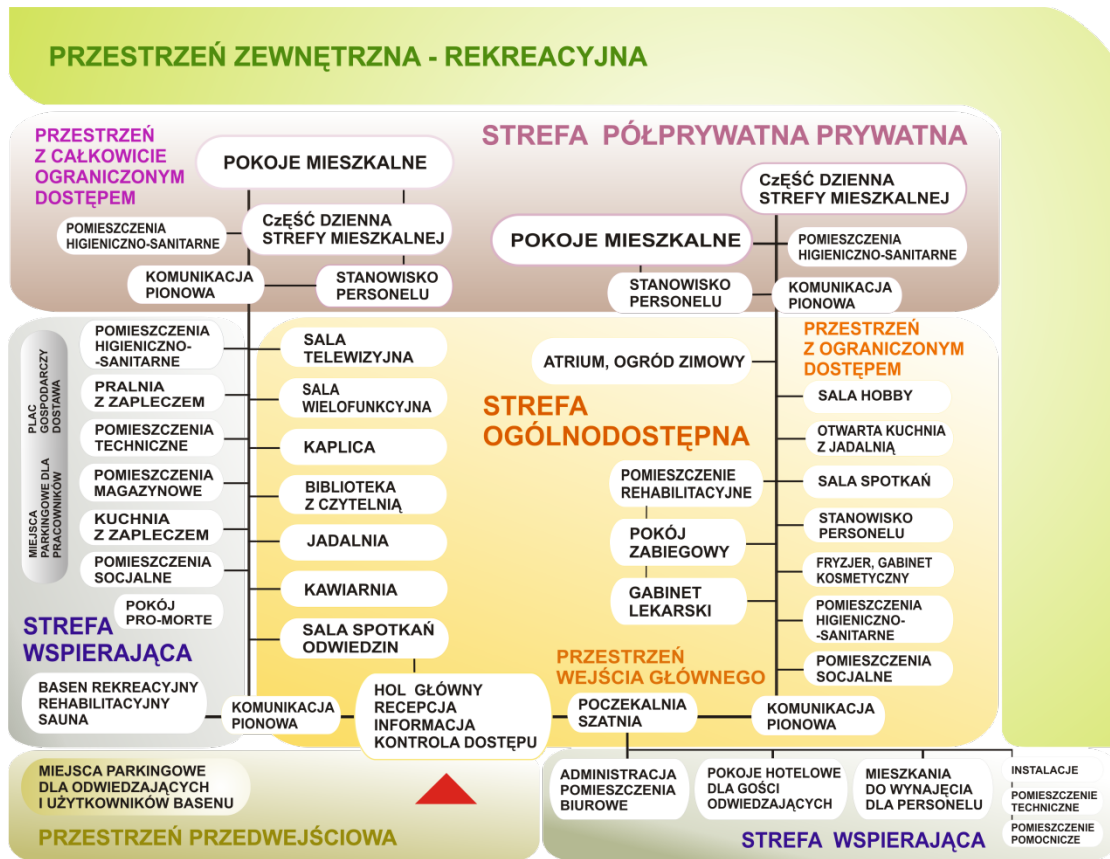 PRZESTRZEŃ ZEWNĘTRZNA - REKREACYJNA
PRZESTRZEŃ
Z CAŁKOWICIE
OGRANICZONYM
DOSTĘPEM
STREFA PÓŁPRYWATNA PRYWATNA
POKOJE MIESZKALNE
POMIESZCZENIA
HIGIENICZNO-SANITARNE
CzĘŚĆ DZIENNA
STREFY MIESZKALNEJ
KOMUNIKACJA
PIONOWA
STANOWISKO
PERSONELU
CzĘŚĆ DZIENNA
STREFY MIESZKALNEJ
POKOJE MIESZKALNE
POMIESZCZENIA
HIGIENICZNO-SANITARNE
STANOWISKO
PERSONELU
KOMUNIKACJA
PIONOWA
PLAC
GOSPODARCZY
DOSTAWA
MIEJSCA
PARKINGOWE DLA
PRACOWNIKÓW
POMIESZCZENIA
HIGIENICZNO-
-SANITARNE
PRALNIA
Z ZAPLECZEM
POMIESZCZENIA
TECHNICZNE
POMIESZCZENIA
MAGAZYNOWE
KUCHNIA
Z ZAPLECZEM
POMIESZCZENIA
SOCJALNE
POKÓJ
PRO-MORTE
STREFA
WSPIERAJĄCA
BASEN REKREACYJNY
REHABILITACYJNY
SAUNA
KOMUNIKACJA
PIONOWA
SALA
TELEWIZYJNA
SALA
WIELOFUNKCYJNA
KAPLICA
BIBLIOTEKA
Z CZYTELNIĄ
JADALNIA
KAWIARNIA
SALA SPOTKAŃ
ODWIEDZIN
HOL GŁÓWNY
RECEPCJA
INFORMACJA
KONTROLA DOSTĘPU
ATRIUM, OGRÓD ZIMOWY
STREFA
OGÓLNODOSTĘPNA
POMIESZCZENIE
REHABILITACYJNE
POKÓJ
ZABIEGOWY
GABINET
LEKARSKI
PRZESTRZEŃ
WEJŚCIA GŁÓWNEGO
POCZEKALNIA
SZATNIA
PRZESTRZEŃ
Z OGRANICZONYM
DOSTĘPEM
SALA HOBBY
OTWARTA KUCHNIA
Z JADALNIĄ
SALA SPOTKAŃ
STANOWISKO
PERSONELU
FRYZJER, GABINET
KOSMETYCZNY
POMIESZCZENIA
HIGIENICZNO-
-SANITARNE
POMIESZCZENIA
SOCJALNE
KOMUNIKACJA
PIONOWA
MIEJSCA PARKINGOWE
DLA ODWIEDZAJĄCYCH
I UŻYTKOWNIKÓW BASENU
PRZESTRZEŃ PRZEDWEJŚCIOWA
ADMINISTRACJA
POMIESZCZENIA
BIUROWE
POKOJE HOTELOWE
DLA GOŚCI
ODWIEDZAJĄCYCH
MIESZKANIA
DO WYNAJĘCIA
DLA PERSONELU
INSTALACJE
POMIESZCZENIE
TECHNICZNE
POMIESZCZENIE
POMOCNICZE
STREFA WSPIERAJĄCA